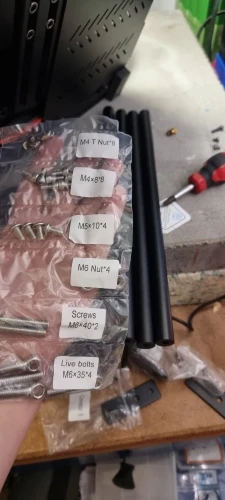 M4 T Nut*8
M4×8*8
M5×10*4
M6 Nut*4
Screws
M6×40*2
Live bolts
M6×35*4